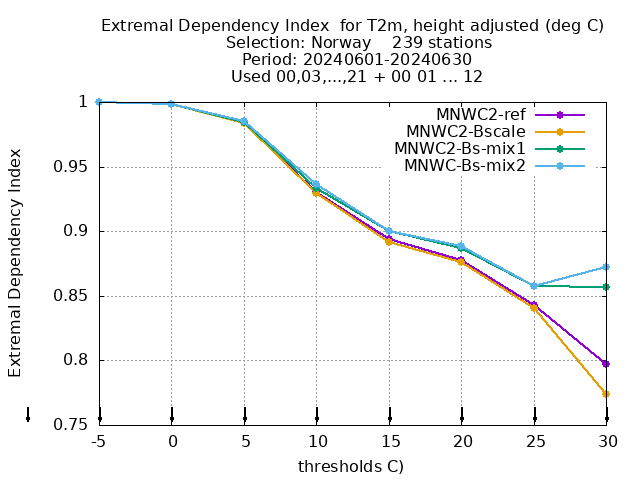 Extremal Dependency Index  for T2m, height adjusted (deg C)
Selection: Norway    239 stations
Period: 20240601-20240630
Used 00,03,...,21 + 00 01 ... 12
MNWC2-ref
MNWC2-Bscale
MNWC2-Bs-mix1
MNWC-Bs-mix2
Extremal Dependency Index
1
0.95
0.9
0.85
0.8
0.75
-5 0 5 10 15 20 25 30
thresholds C)